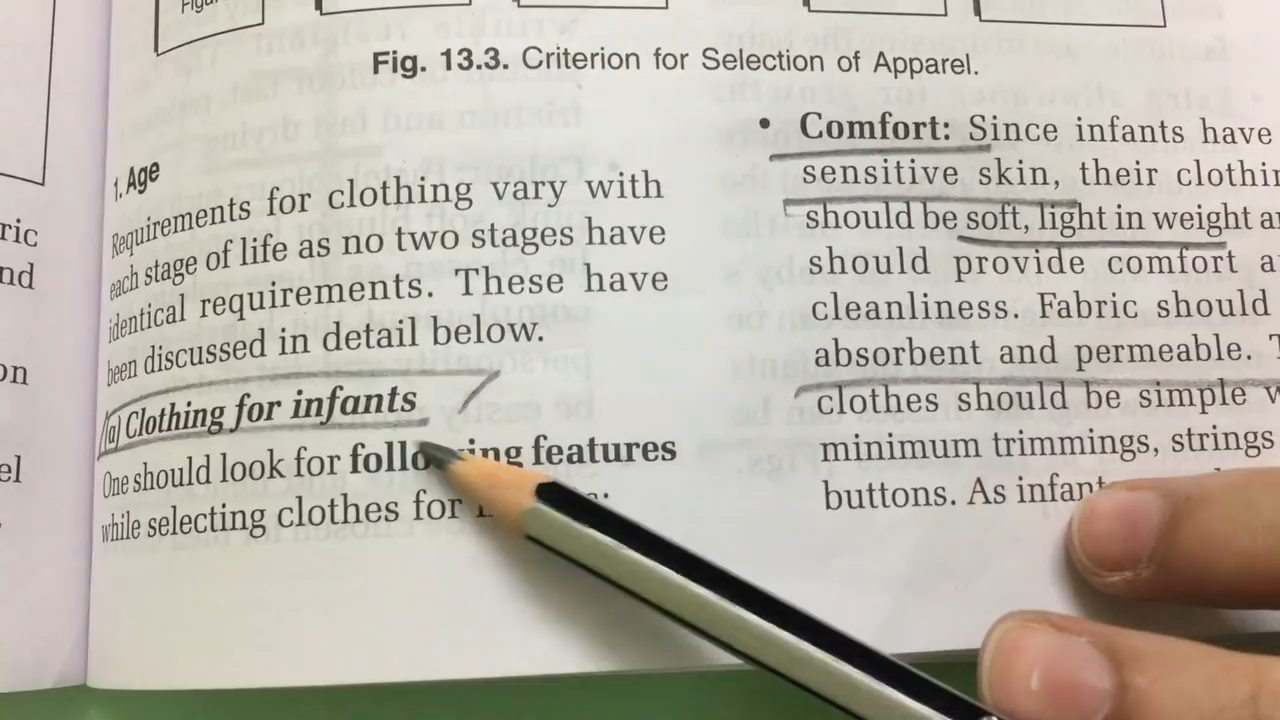 Fig. 13.3. Criterion for Selection of Apparel.
1. Age
Requirements for clothing vary with
each stage of life as no two stages have
identical requirements. These have
been discussed in detail below.
(a) Clothing for infants
One should look for following features
while selecting clothes for
• Comfort: Since infants have
sensitive skin, their
should be soft, light in weight
should provide comfort
cleanliness. Fabric should
absorbent and permeable.
clothes should be simple
minimum trimmings, strings
buttons. As
ric
nd
on
el